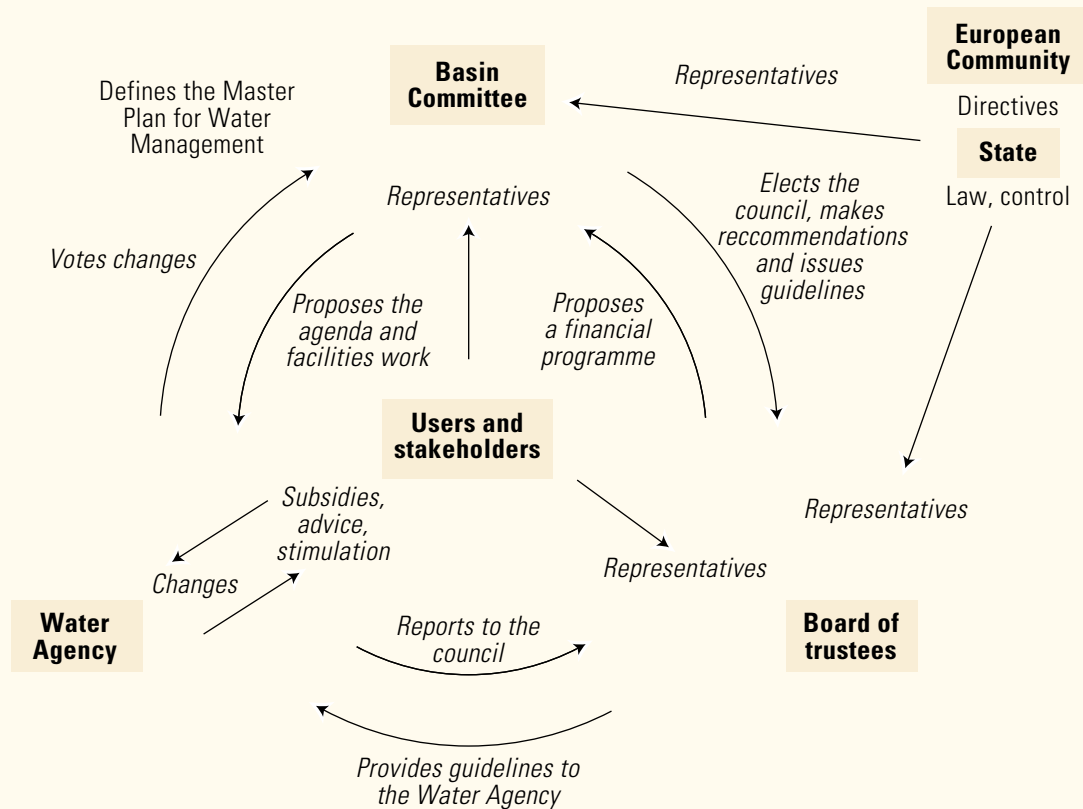 European
Community
Directives
State
Law, control
Basin
Committee
Representatives
Defines the Master
Plan for Water
Management
Representatives
Elects the
council, makes
reccommendations
and issues
guidelines
Votes changes
Proposes the
agenda and
facilities work
Proposes
a financial
programme
Users and
stakeholders
Subsidies,
advice,
stimulation
Representatives
Representatives
Changes
Water
Agency
Board of
trustees
Reports to the
council
Provides guidelines to
the Water Agency